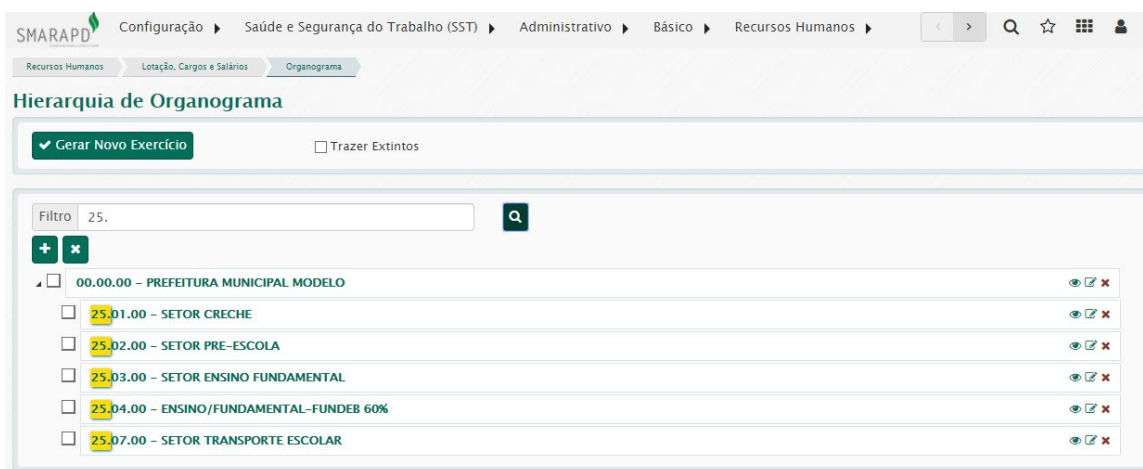 SMARAPD
Configuração Saúde e Segurança do Trabalho (SST) Administrativo Básico Recursos Humanos
Recursos Humanos Lotação, Cargos e Salários Organograma
Hierarquia de Organograma
Gerar Novo Exercício Trazer Extintos
Filtro 25.
00.00.00 - PREFEITURA MUNICIPAL MODELO
25.01.00 - SETOR CRECHE
25.02.00 - SETOR PRE-ESCOLA
25.03.00 - SETOR ENSINO FUNDAMENTAL
25.04.00 - ENSINO/FUNDAMENTAL-FUNDEB 60%
25.07.00 - SETOR TRANSPORTE ESCOLAR